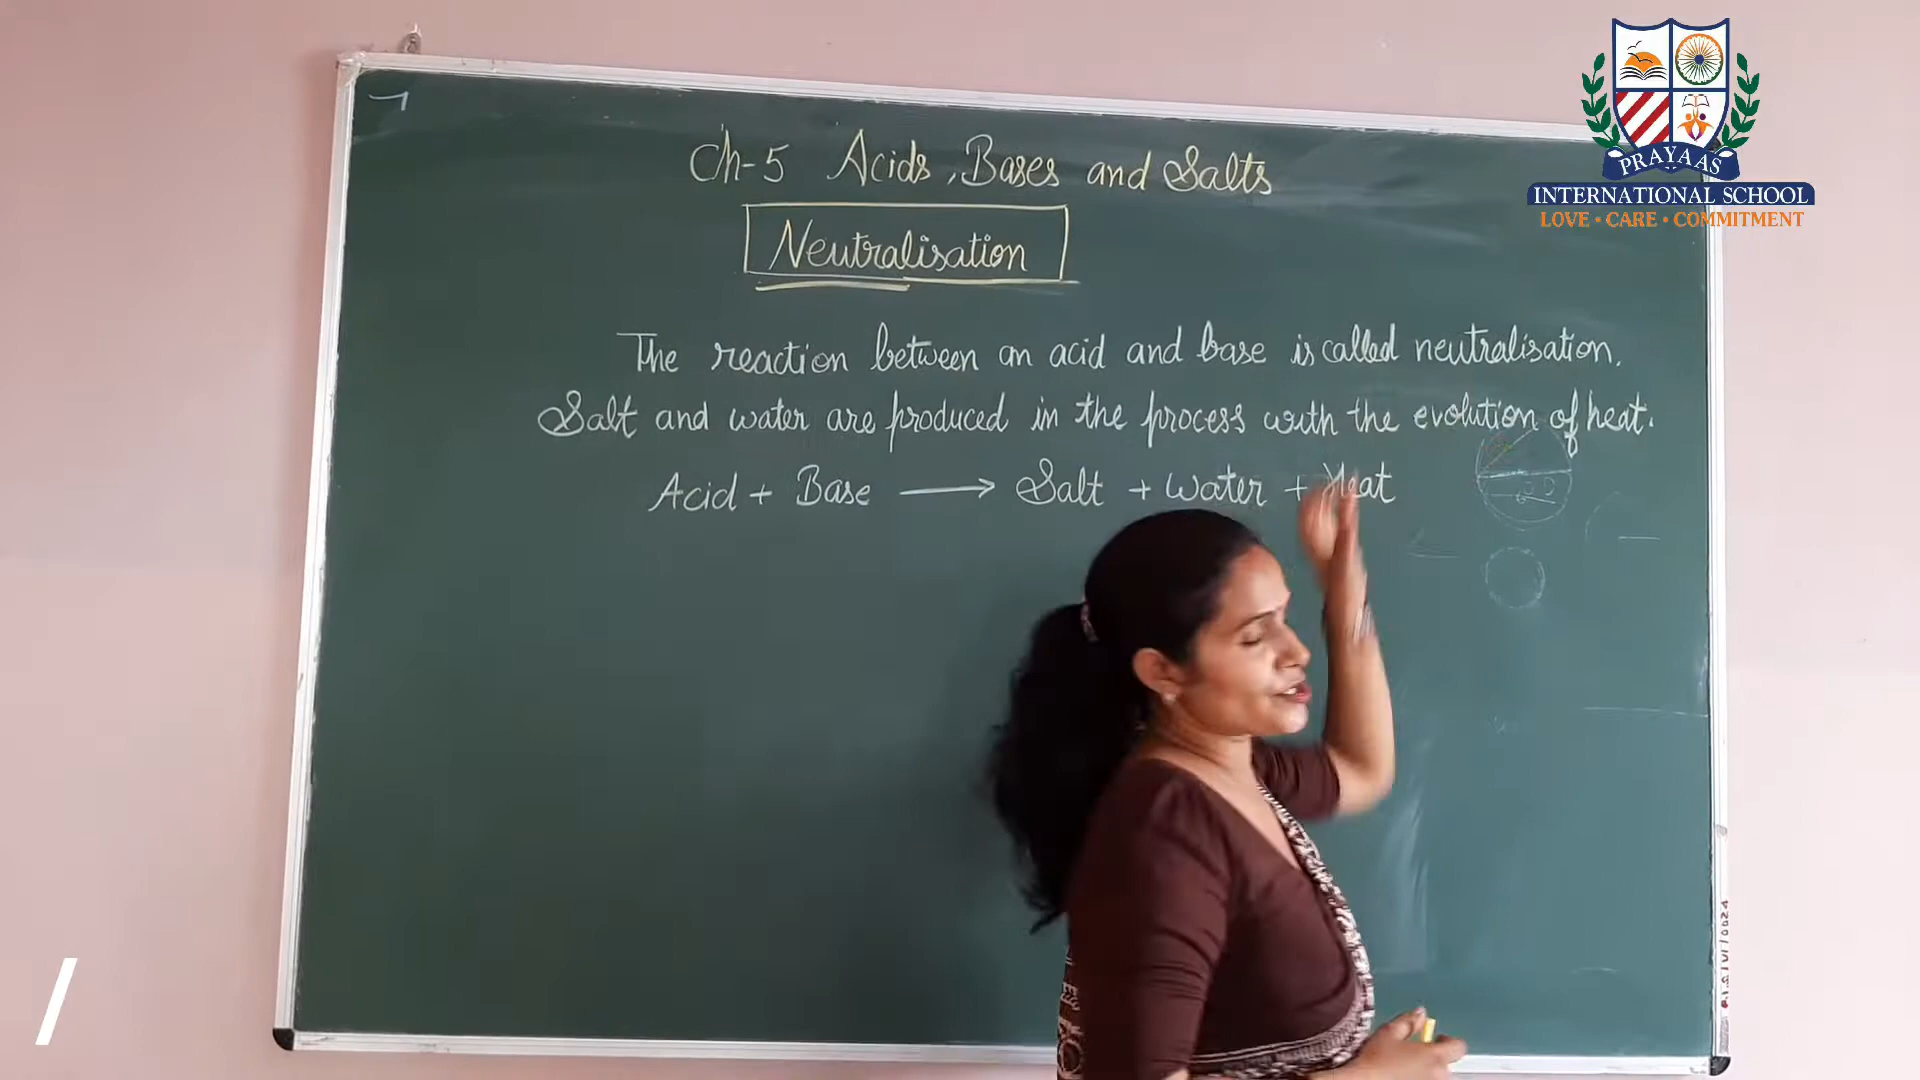 PRAYAAS
INTERNATIONAL SCHOOL
LOVE • CARE • COMMITMENT
Ch-5 Acids, Bases and Salts
Neutralisation
The reaction between an acid and base is called neutralisation.
Salt and water are produced in the process with the evolution of heat.
Acid + Base → Salt + Water + Heat
/